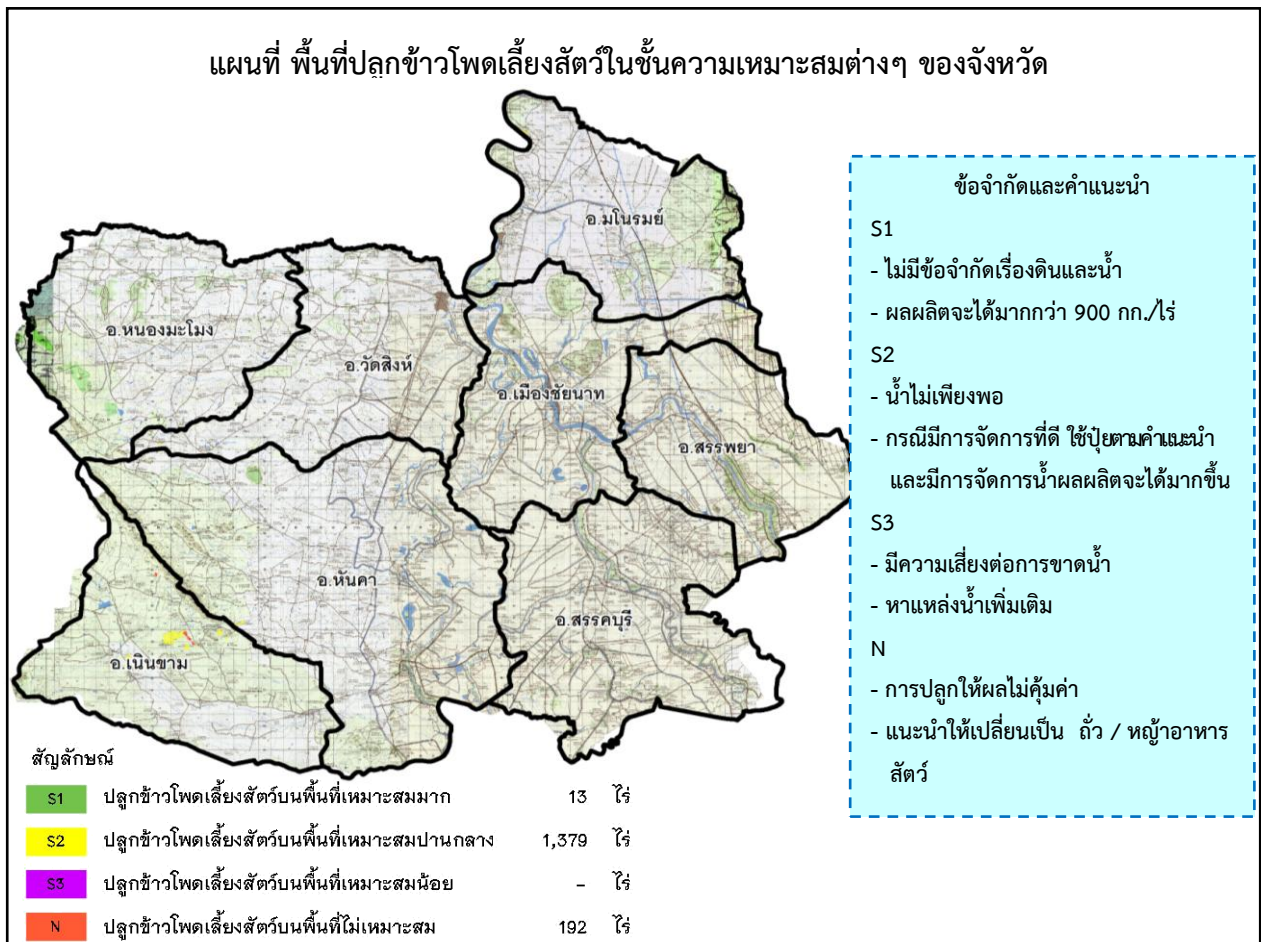 แผนที่ พื้นที่ปลูกข้าวโพดเลี้ยงสัตว์ในชั้นความเหมาะสมต่างๆ ของจังหวัด
อ.มโนรมย์
อ.หนองมะโมง
อ.วัดสิงห์
อ.เมืองชัยนาท
อ.สรรพยา
อ.หันคา
อ.สรรคบุรี
อ.เนินขาม
ข้อจำกัดและคำแนะนำ
S1
- ไม่มีข้อจำกัดเรื่องดินและน้ำ
- ผลผลิตจะได้มากกว่า 900 กก./ไร่
S2
- น้ำไม่เพียงพอ
- กรณีมีการจัดการที่ดี ใช้ปุ๋ยตามคำแนะนำ
และมีการจัดการน้ำผลผลิตจะได้มากขึ้น
S3
- มีความเสี่ยงต่อการขาดน้ำ
- หาแหล่งน้ำเพิ่มเติม
N
- การปลูกให้ผลไม่คุ้มค่า
- แนะนำให้เปลี่ยนเป็น ถั่ว / หญ้าอาหาร
สัตว์
สัญลักษณ์
S1 ปลูกข้าวโพดเลี้ยงสัตว์บนพื้นที่เหมาะสมมาก 13 ไร่
S2 ปลูกข้าวโพดเลี้ยงสัตว์บนพื้นที่เหมาะสมปานกลาง 1,379 ไร่
S3 ปลูกข้าวโพดเลี้ยงสัตว์บนพื้นที่เหมาะสมน้อย - ไร่
N ปลูกข้าวโพดเลี้ยงสัตว์บนพื้นที่ไม่เหมาะสม 192 ไร่